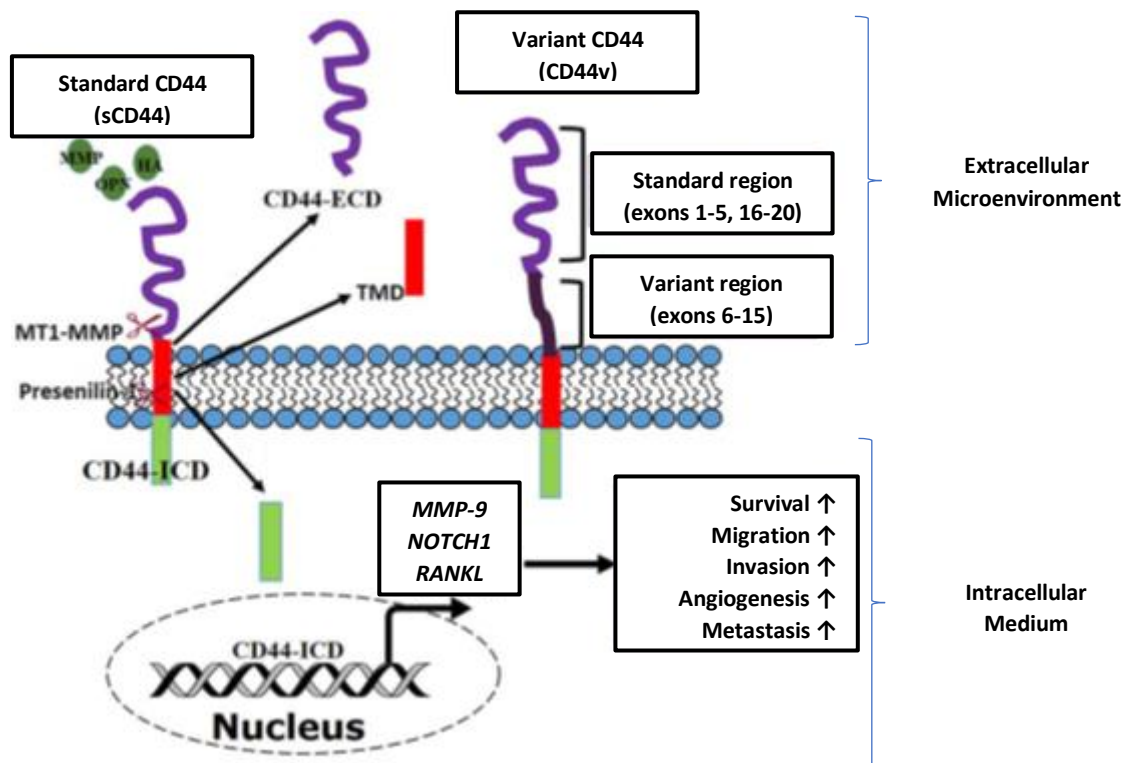 Standard CD44
(sCD44)
Variant CD44
(CD44v)
MMP
OPN
HA
CD44-ECD
Standard region
(exons 1-5, 16-20)
Extracellular
Microenvironment
TMD
Variant region
(exons 6-15)
MT1-MMP
Presenilin-1
CD44-ICD
MMP-9
NOTCH1
RANKL
Survival ↑
Migration ↑
Invasion ↑
Angiogenesis ↑
Metastasis ↑
Intracellular
Medium
CD44-ICD
Nucleus